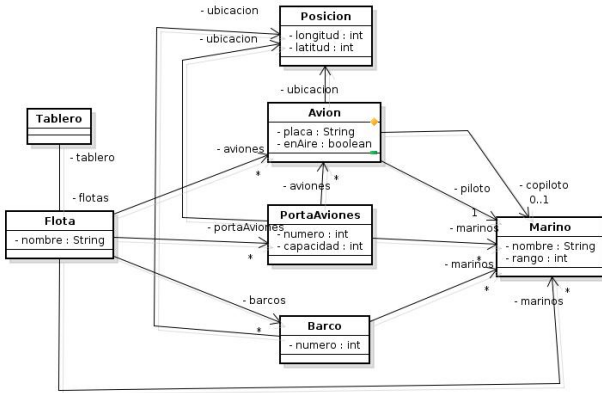 - ubicacion
Posicion
- ubicacion
- longitud : int
- latitud : int
- ubicacion
Tablero
Avion
- placa : String
- enAire : boolean
- tablero
- aviones
*
- aviones
*
- piloto
1
- copiloto
0..1
- flotas
Flota
- nombre : String
- portaAviones
*
PortaAviones
- numero : int
- capacidad : int
- marinos
*
Marino
- nombre : String
- rango : int
- marinos
*
- marinos
*
- barcos
*
Barco
- numero : int